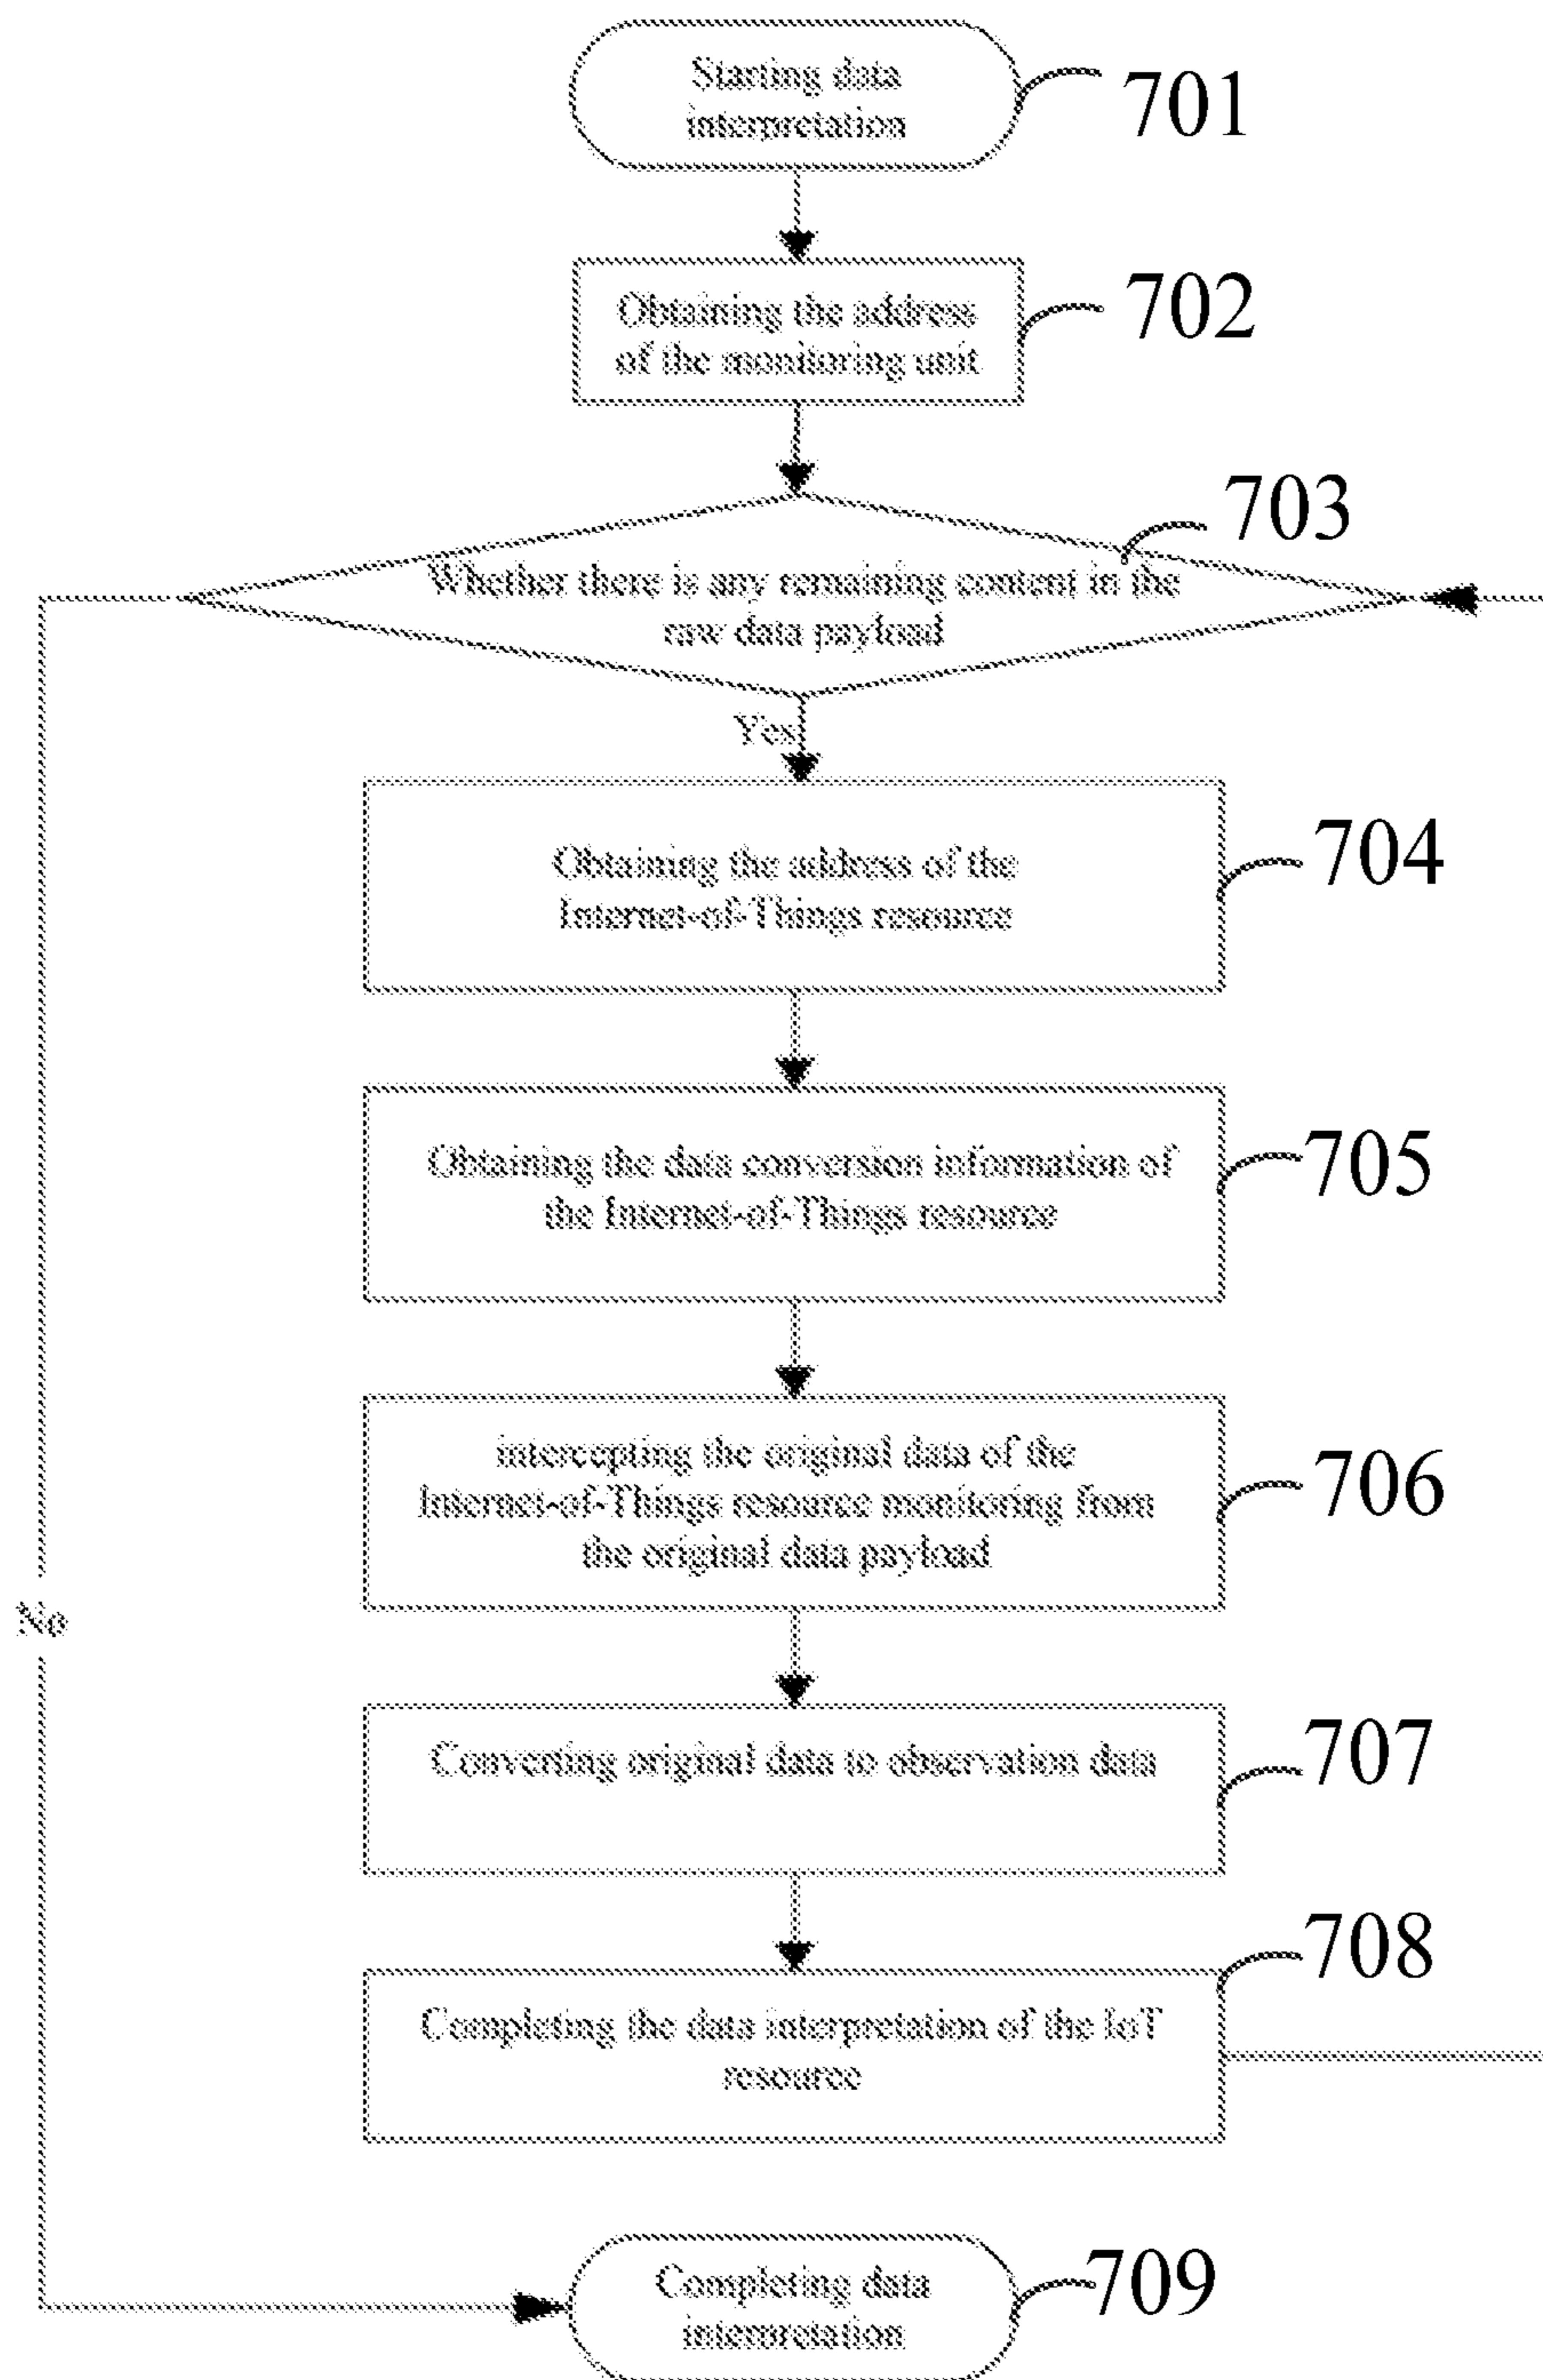 Starting data
interpretation
701
Obtaining the address
of the monitoring unit
702
703
Whether there is any remaining content in the
raw data payload
Yes
Obtaining the address of the
Internet-of-Things resource
704
Obtaining the data conversion information of
the Internet-of-Things resource
705
intercepting the original data of the
Internet-of-Things resource monitoring from
the original data payload
706
No
Converting original data to observation data
707
Completing the data interpretation of the IoT
resource
708
Completing data
interpretation
709